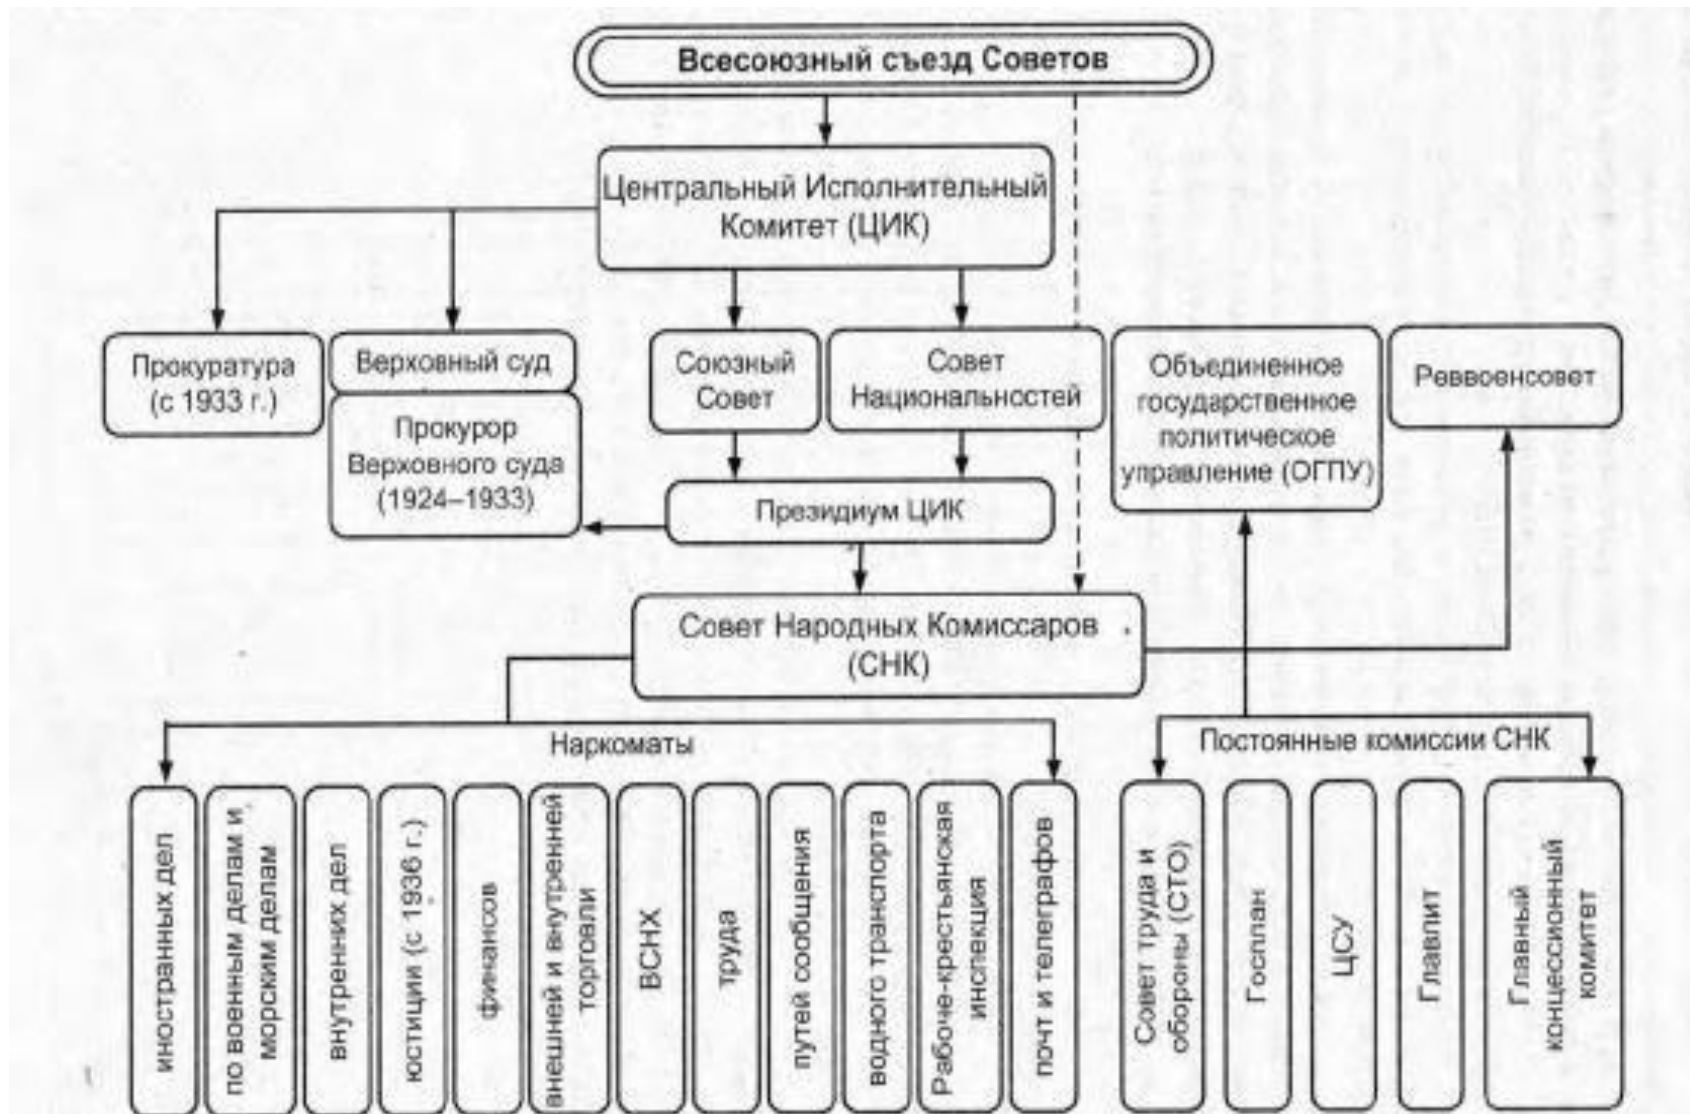 Всесоюзный съезд Советов
Центральный Исполнительный
Комитет (ЦИК)
Прокуратура
(с 1933 г.)
Верховный суд
Прокурор
Верховного суда
(1924–1933)
Союзный
Совет
Совет
Национальностей
Объединенное
государственное
политическое
управление (ОГПУ)
Реввоенсовет
Президиум ЦИК
Совет Народных Комиссаров
(СНК)
Наркоматы
Постоянные комиссии СНК
иностранных дел
по военным делам и
морским делам
внутренних дел
юстиции (с 1936 г.)
финансов
внешней и внутренней
торговли
ВСНХ
труда
путей сообщения
водного транспорта
Рабоче-крестьянская
инспекция
почт и телеграфов
Совет труда и
обороны (СТО)
Госплан
ЦСУ
Главлит
Главный
концессионный
комитет